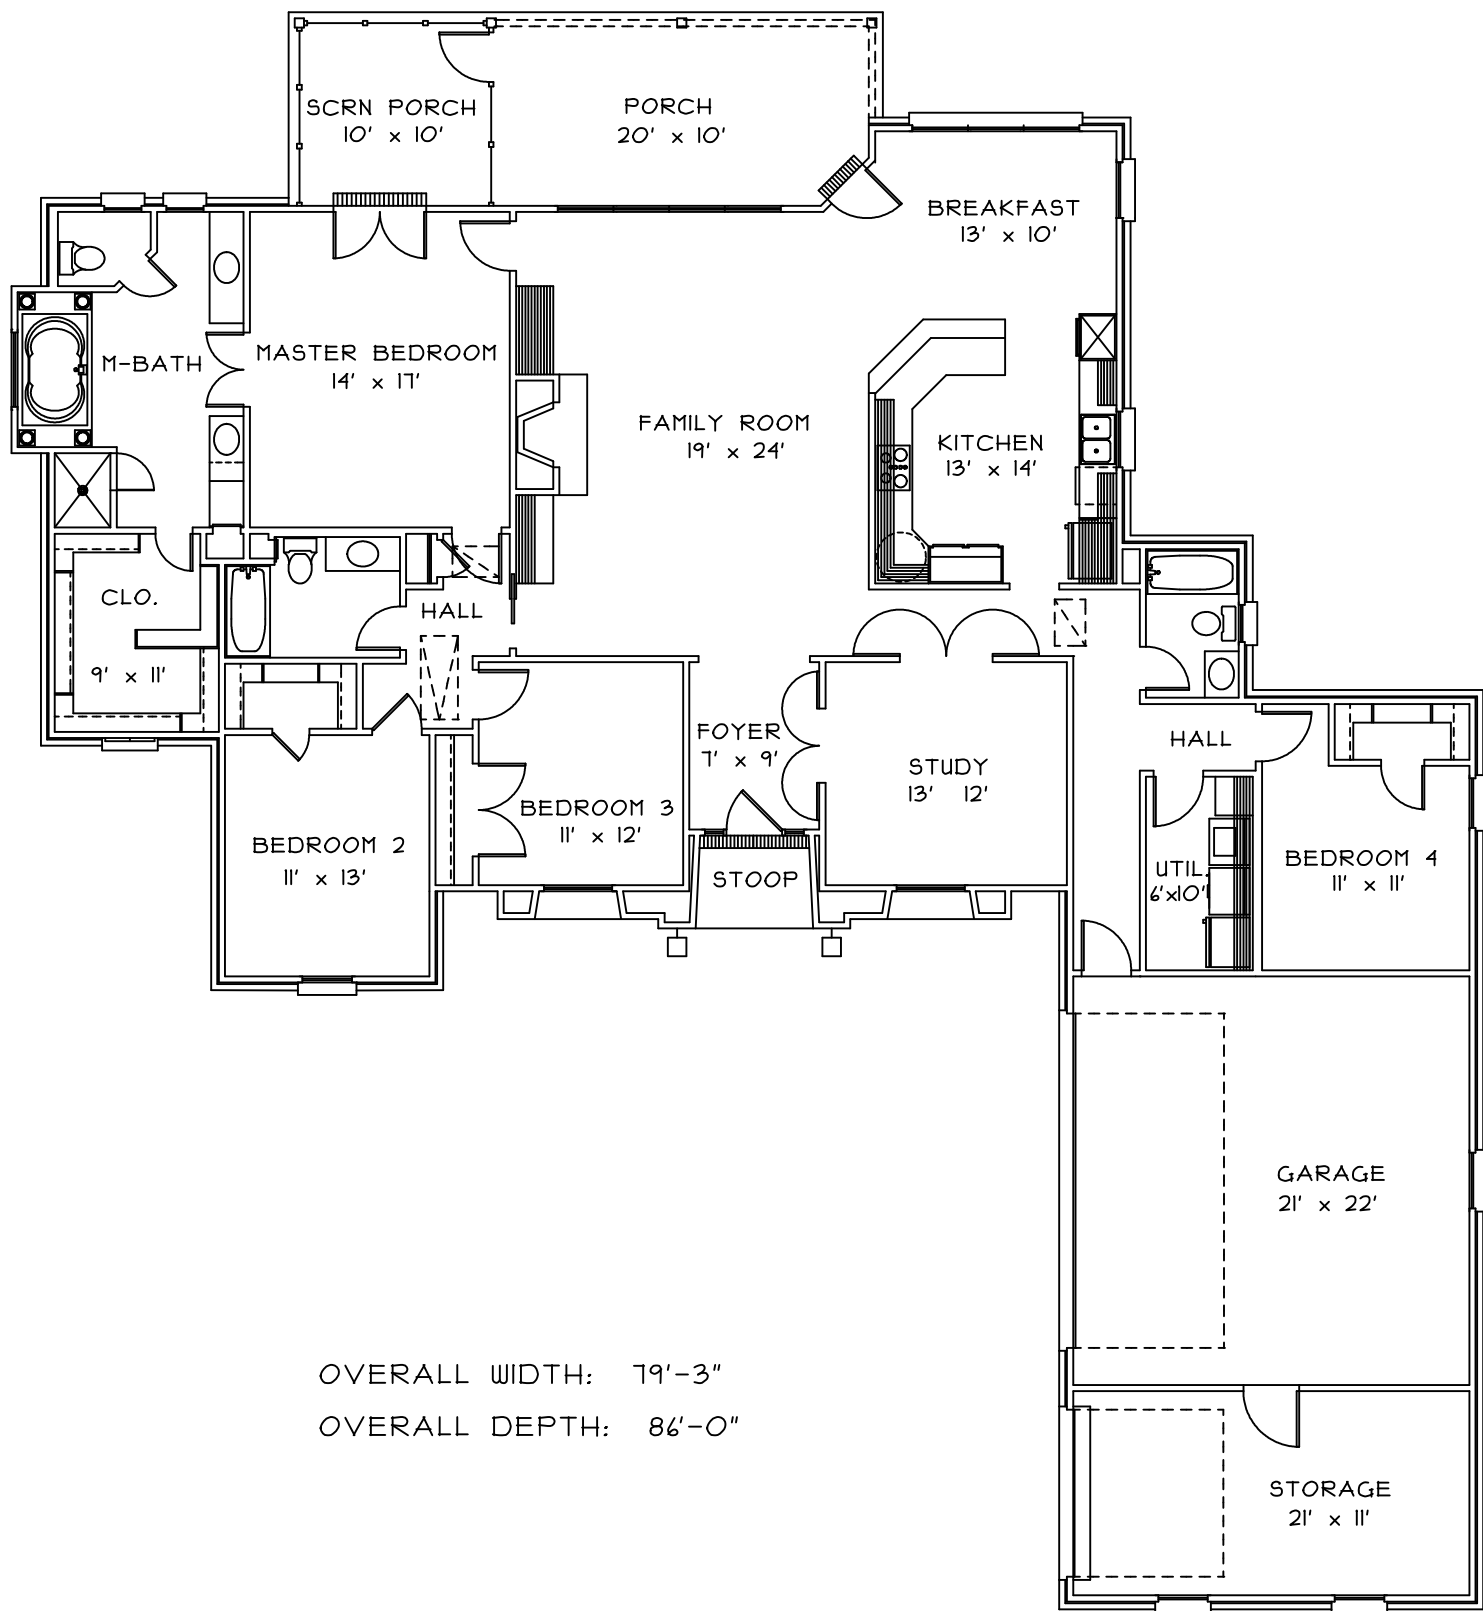 SCRN PORCH
10' x 10'
PORCH
20' x 10'
BREAKFAST
13' x 10'
M-BATH
MASTER BEDROOM
14' x 17'
FAMILY ROOM
19' x 24'
KITCHEN
13' x 14'
CLO.
9' x 11'
HALL
FOYER
7' x 9'
STUDY
13' 12'
HALL
BEDROOM 2
11' x 13'
BEDROOM 3
11' x 12'
STOOP
UTIL.
6'x10'
BEDROOM 4
11' x 11'
GARAGE
21' x 22'
OVERALL WIDTH: 79'-3"
OVERALL DEPTH: 86'-0"
STORAGE
21' x 11'